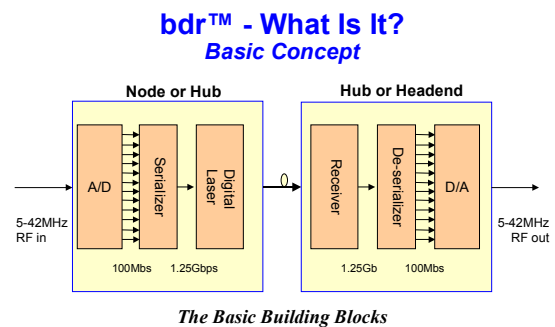 bdr™ - What Is It?
Basic Concept
Node or Hub
Hub or Headend
A/D
Serializer
Digital
Laser
Receiver
De-serializer
D/A
5-42MHz
RF in
5-42MHz
RF out
100Mbs
1.25Gbps
1.25Gb
100Mbs
The Basic Building Blocks